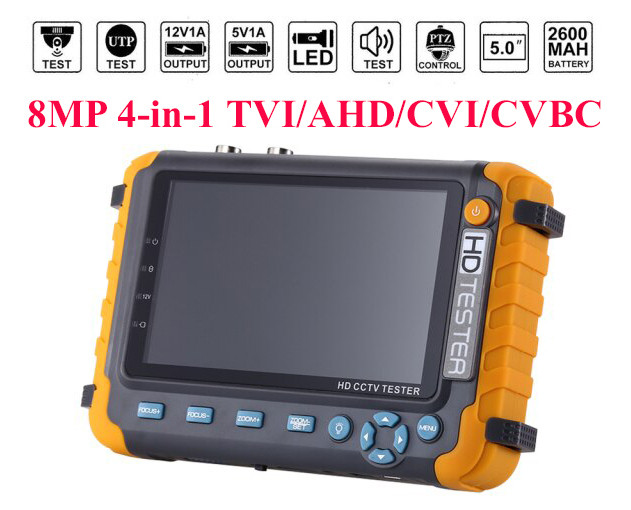 TEST
UTP
TEST
12V1A
OUTPUT
5V1A
OUTPUT
LED
TEST
PTZ
CONTROL
5.0"
2600
MAH
BATTERY
8MP 4-in-1 TVI/AHD/CVI/CVBC
HD TESTER
12V
HD CCTV TESTER
FOCUS+
FOCUS-
ZOOM+
ZOOM-
SET
MENU